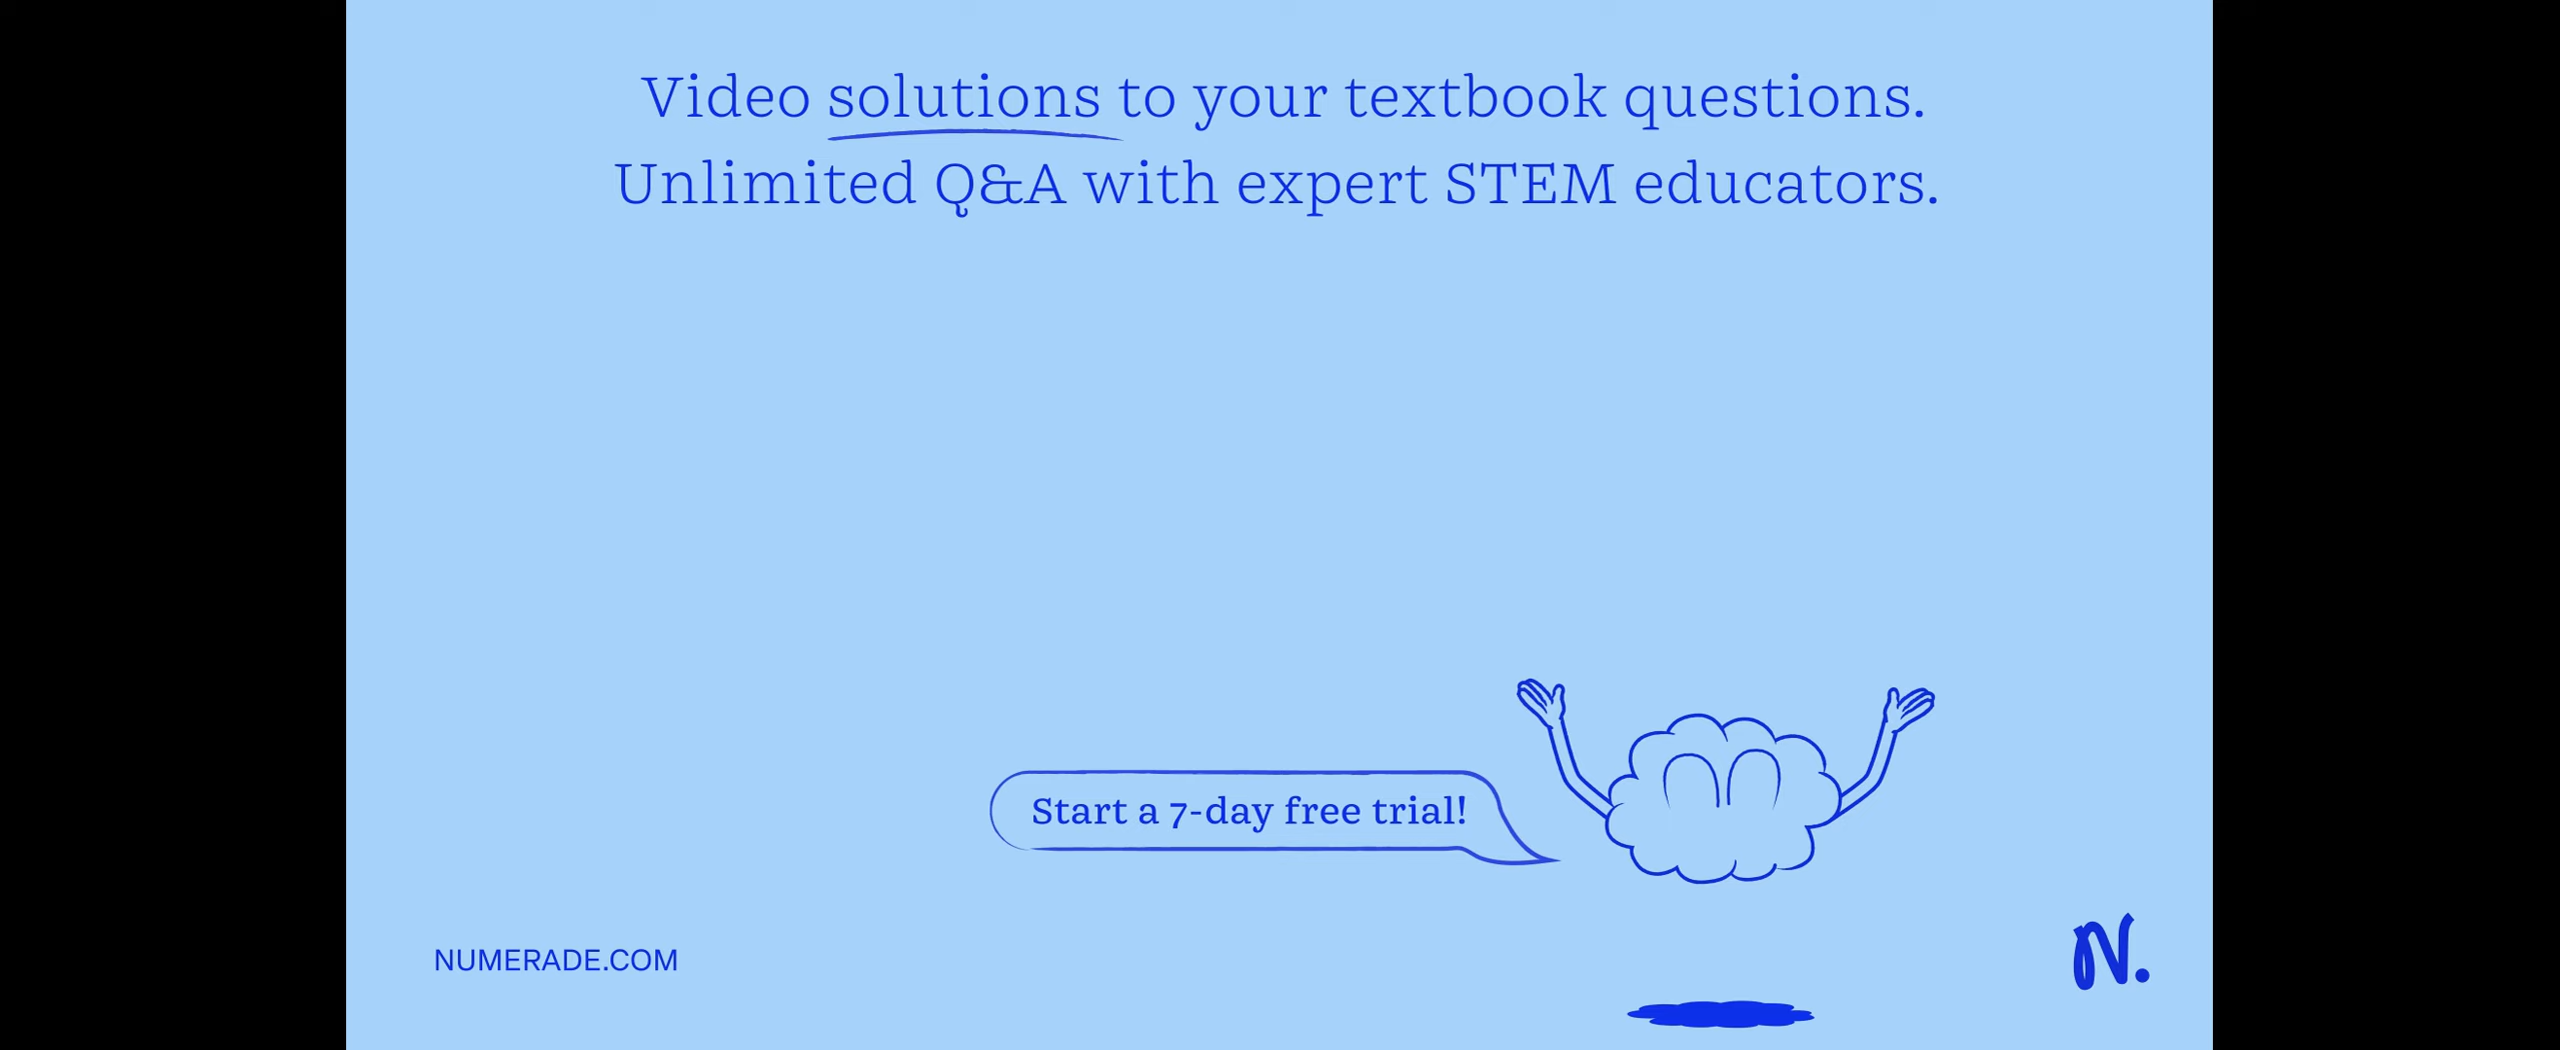 Video solutions to your textbook questions.
Unlimited Q&A with expert STEM educators.
Start a 7-day free trial!
NUMERADE.COM
N.